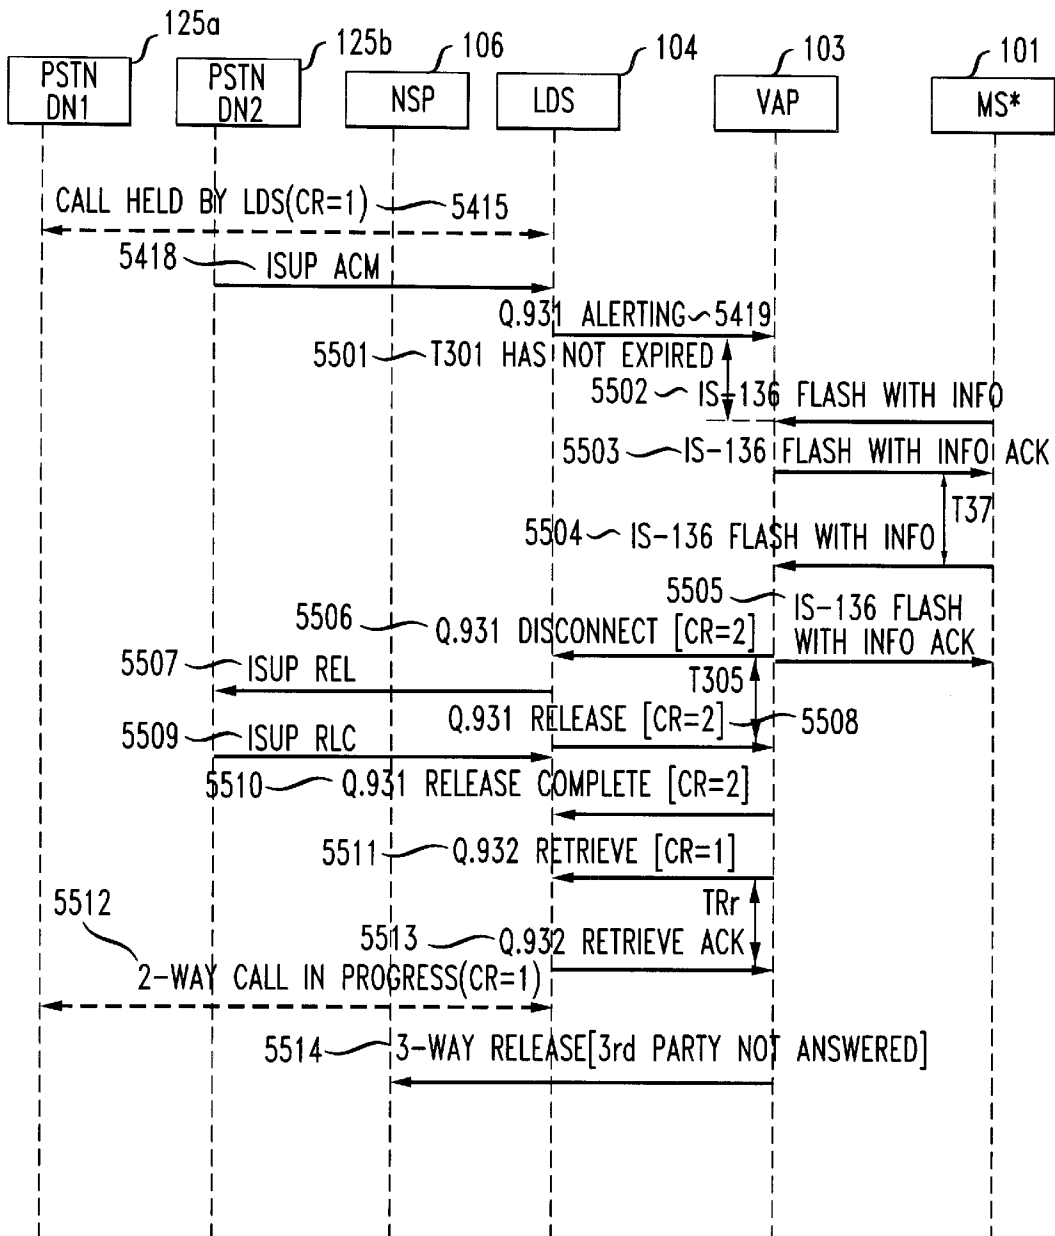 125a
125b
106
104
103
101
PSTN
DN1
PSTN
DN2
NSP
LDS
VAP
MS*
CALL HELD BY LDS(CR=1)
5415
5418
ISUP ACM
Q.931 ALERTING
5419
5501
T301 HAS NOT EXPIRED
5502
IS-136 FLASH WITH INFO
5503
IS-136 FLASH WITH INFO ACK
T37
5504
IS-136 FLASH WITH INFO
5505
IS-136 FLASH
WITH INFO ACK
5506
Q.931 DISCONNECT [CR=2]
5507
ISUP REL
T305
Q.931 RELEASE [CR=2]
5508
5509
ISUP RLC
5510
Q.931 RELEASE COMPLETE [CR=2]
5511
Q.932 RETRIEVE [CR=1]
TRr
5512
5513
Q.932 RETRIEVE ACK
2-WAY CALL IN PROGRESS(CR=1)
5514
3-WAY RELEASE[3rd PARTY NOT ANSWERED]